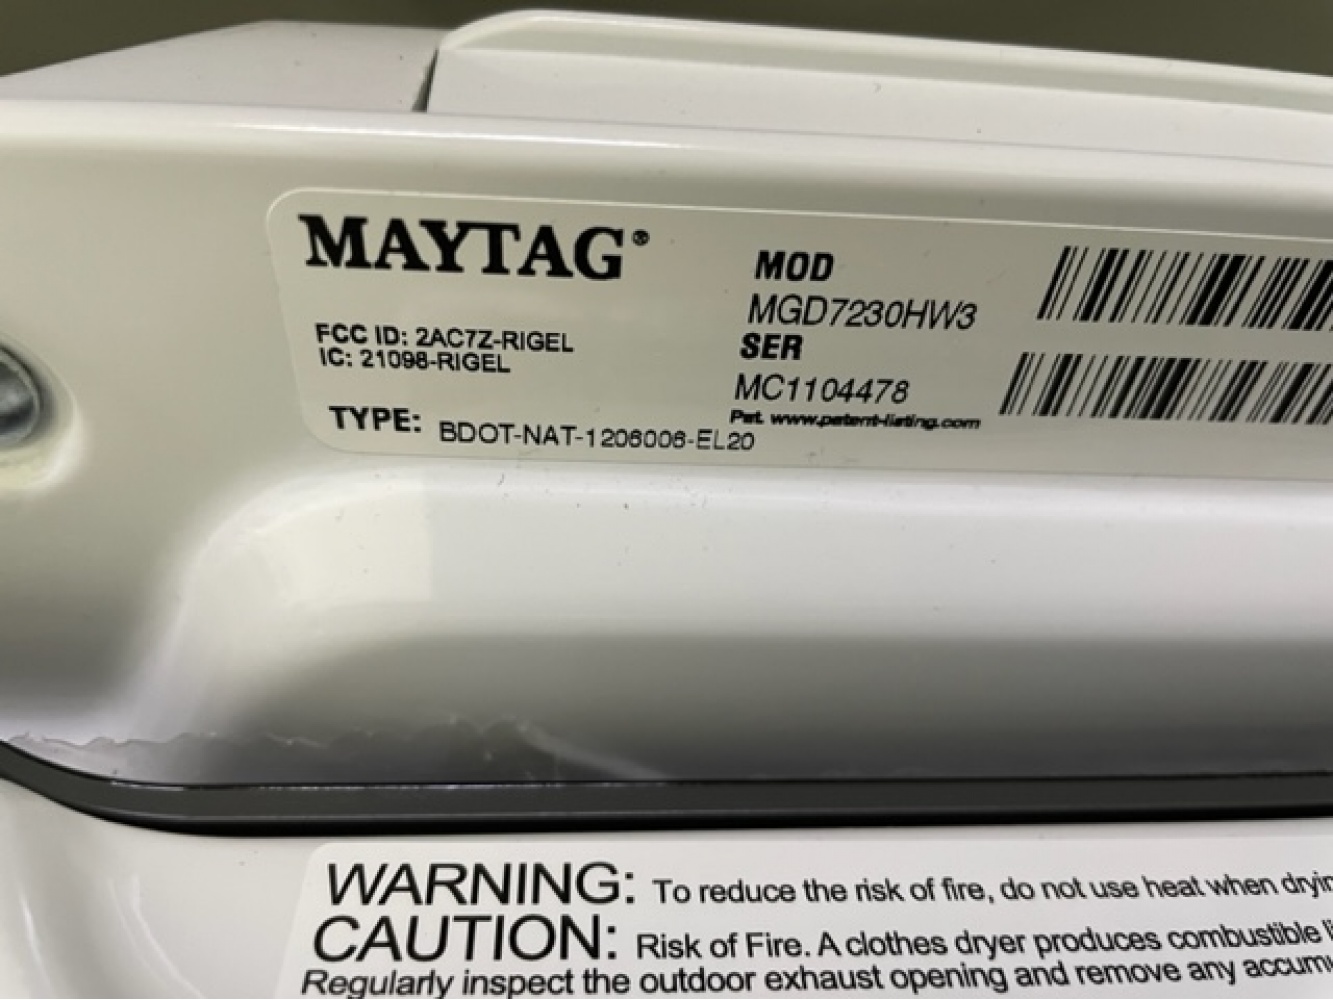 MAYTAG®
MOD
MGD7230HW3
FCC ID: 2AC7Z-RIGEL
IC: 21098-RIGEL
SER
MC1104478
Pat. www.patent-listing.com
TYPE: BDOT-NAT-1206006-EL20
WARNING: To reduce the risk of fire, do not use heat when
CAUTION: Risk of Fire. A clothes dryer produces combustible
Regularly inspect the outdoor exhaust opening and remove any